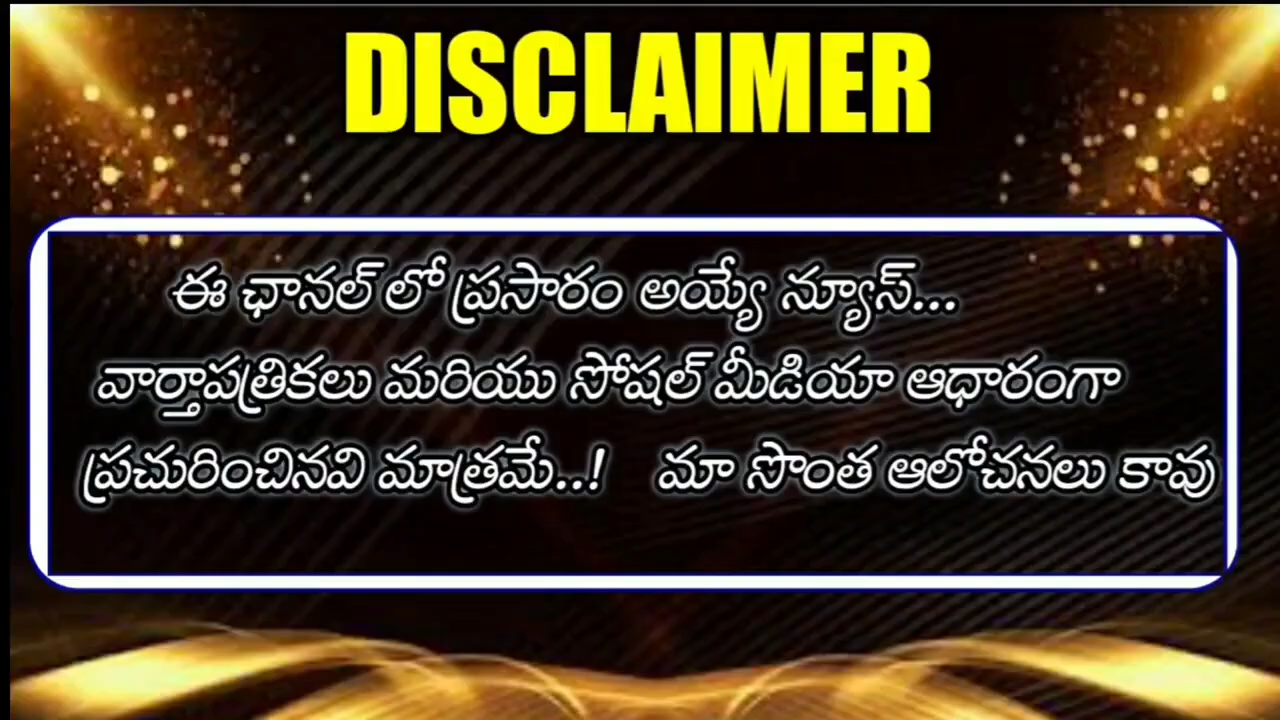 DISCLAIMER
ఈ ఛానల్ లో ప్రసారం అయ్యే న్యూస్...
వార్తాపత్రికలు మరియు సోషల్ మీడియా ఆధారంగా
ప్రచురించినవి మాత్రమే..! మా సొంత ఆలోచనలు కావు